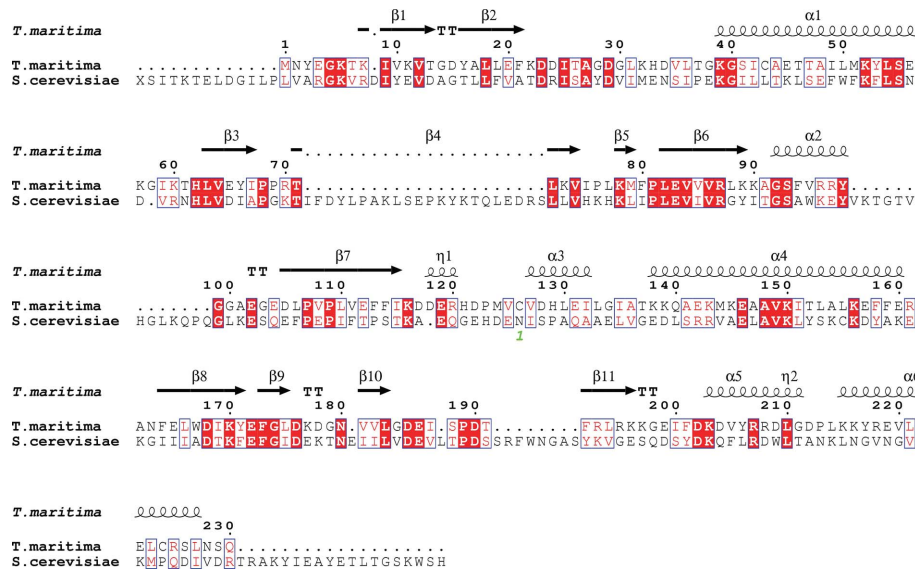 β1 β2 α1
T.maritima TT TT
1 10 20 30 40 50
T.maritima .............MNYEGKTK.IVKVTGDYALLEFKDDITAGDGLKHDVLTGKGSICAETTAILMKYLSE
S.cerevisiae XSITKTELDGILPLVARGKVRDIYEVDAGTLLFVATDRISAYDVIMENSIPEKGILLTKLSEFWFKFLSN
β3 β4 β5 β6 α2
T.maritima
60 70 80 90
T.maritima KGIKTHLVEYIPPRT......................LKVIPLKMFPLEVVVRLKKAGSFVRRY......
S.cerevisiae D.VRNHLVDIAPGKTIFDYLPAKLSEPKYKTQLEDRSLLVHKHKLIPLEVIVRGYITGSAWKEYVKTGTV
β7 η1 α3 α4
T.maritima TT
100 110 120 130 140 150 160
T.maritima .......GGAEGEDLPVPLVEFFIKDDERHDPMVCVDHLEILGIATKKQAEKMKEAAVKITLALKEFFER
S.cerevisiae HGLKQPQGLKESQEFPEPIFTPSTKA.EQGEHDENISPAQAAELVGEDLSRRVAELAVKLYSKCKDYAKE
1
β8 β9 β10 β11 α5 η2 α6
T.maritima TT TT
170 180 190 200 210 220
T.maritima ANFELWDIKYEFGLDKDGN.VVLGDEI.SPDT........FRLRKKGEIFDKDVYRRDLGDPLKKYREVL
S.cerevisiae KGIIIADTKFEFGIDEKTNEIILVDEVLTPDSSRFWNGASYKVGESQDSYDKQFLRDWLTANKLNGVNGV
T.maritima
230
T.maritima ELCRSLNSQ...................
S.cerevisiae KMPQDIVDRTRAKYIEAYETLTGSKWSH